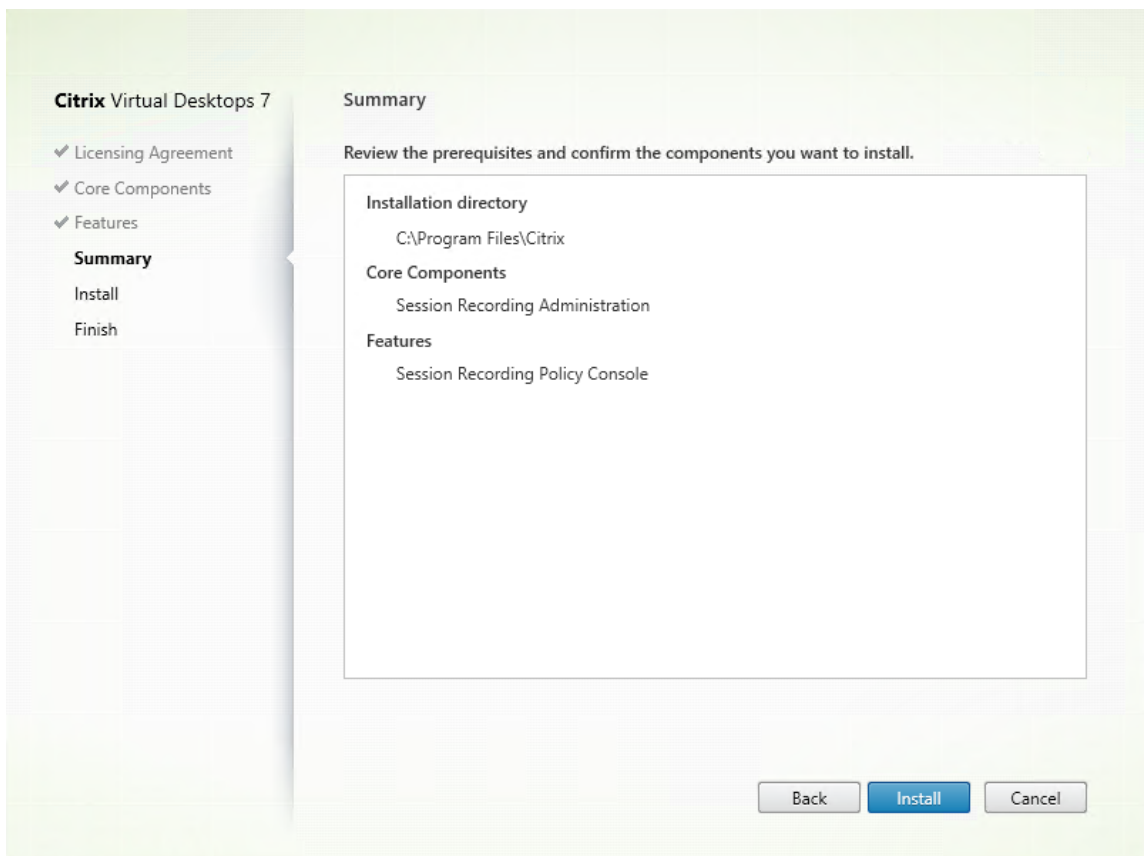 Citrix Virtual Desktops 7
Licensing Agreement
Core Components
Features
Summary
Install
Finish
Summary
Review the prerequisites and confirm the components you want to install.
Installation directory
C:\Program Files\Citrix
Core Components
Session Recording Administration
Features
Session Recording Policy Console
Back
Install
Cancel